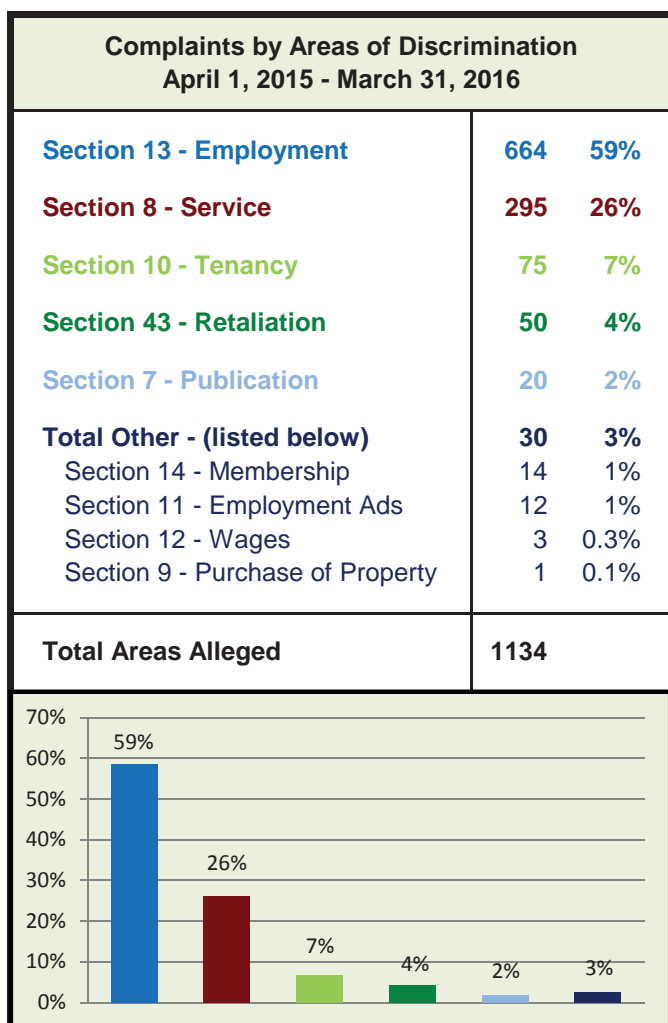 Complaints by Areas of Discrimination
April 1, 2015 - March 31, 2016
Section 13 - Employment 664 59%
Section 8 - Service 295 26%
Section 10 - Tenancy 75 7%
Section 43 - Retaliation 50 4%
Section 7 - Publication 20 2%
Total Other - (listed below) 30 3%
Section 14 - Membership 14 1%
Section 11 - Employment Ads 12 1%
Section 12 - Wages 3 0.3%
Section 9 - Purchase of Property 1 0.1%
Total Areas Alleged 1134
70%
60%
50%
40%
30%
20%
10%
0%
59%
26%
7%
4%
2%
3%